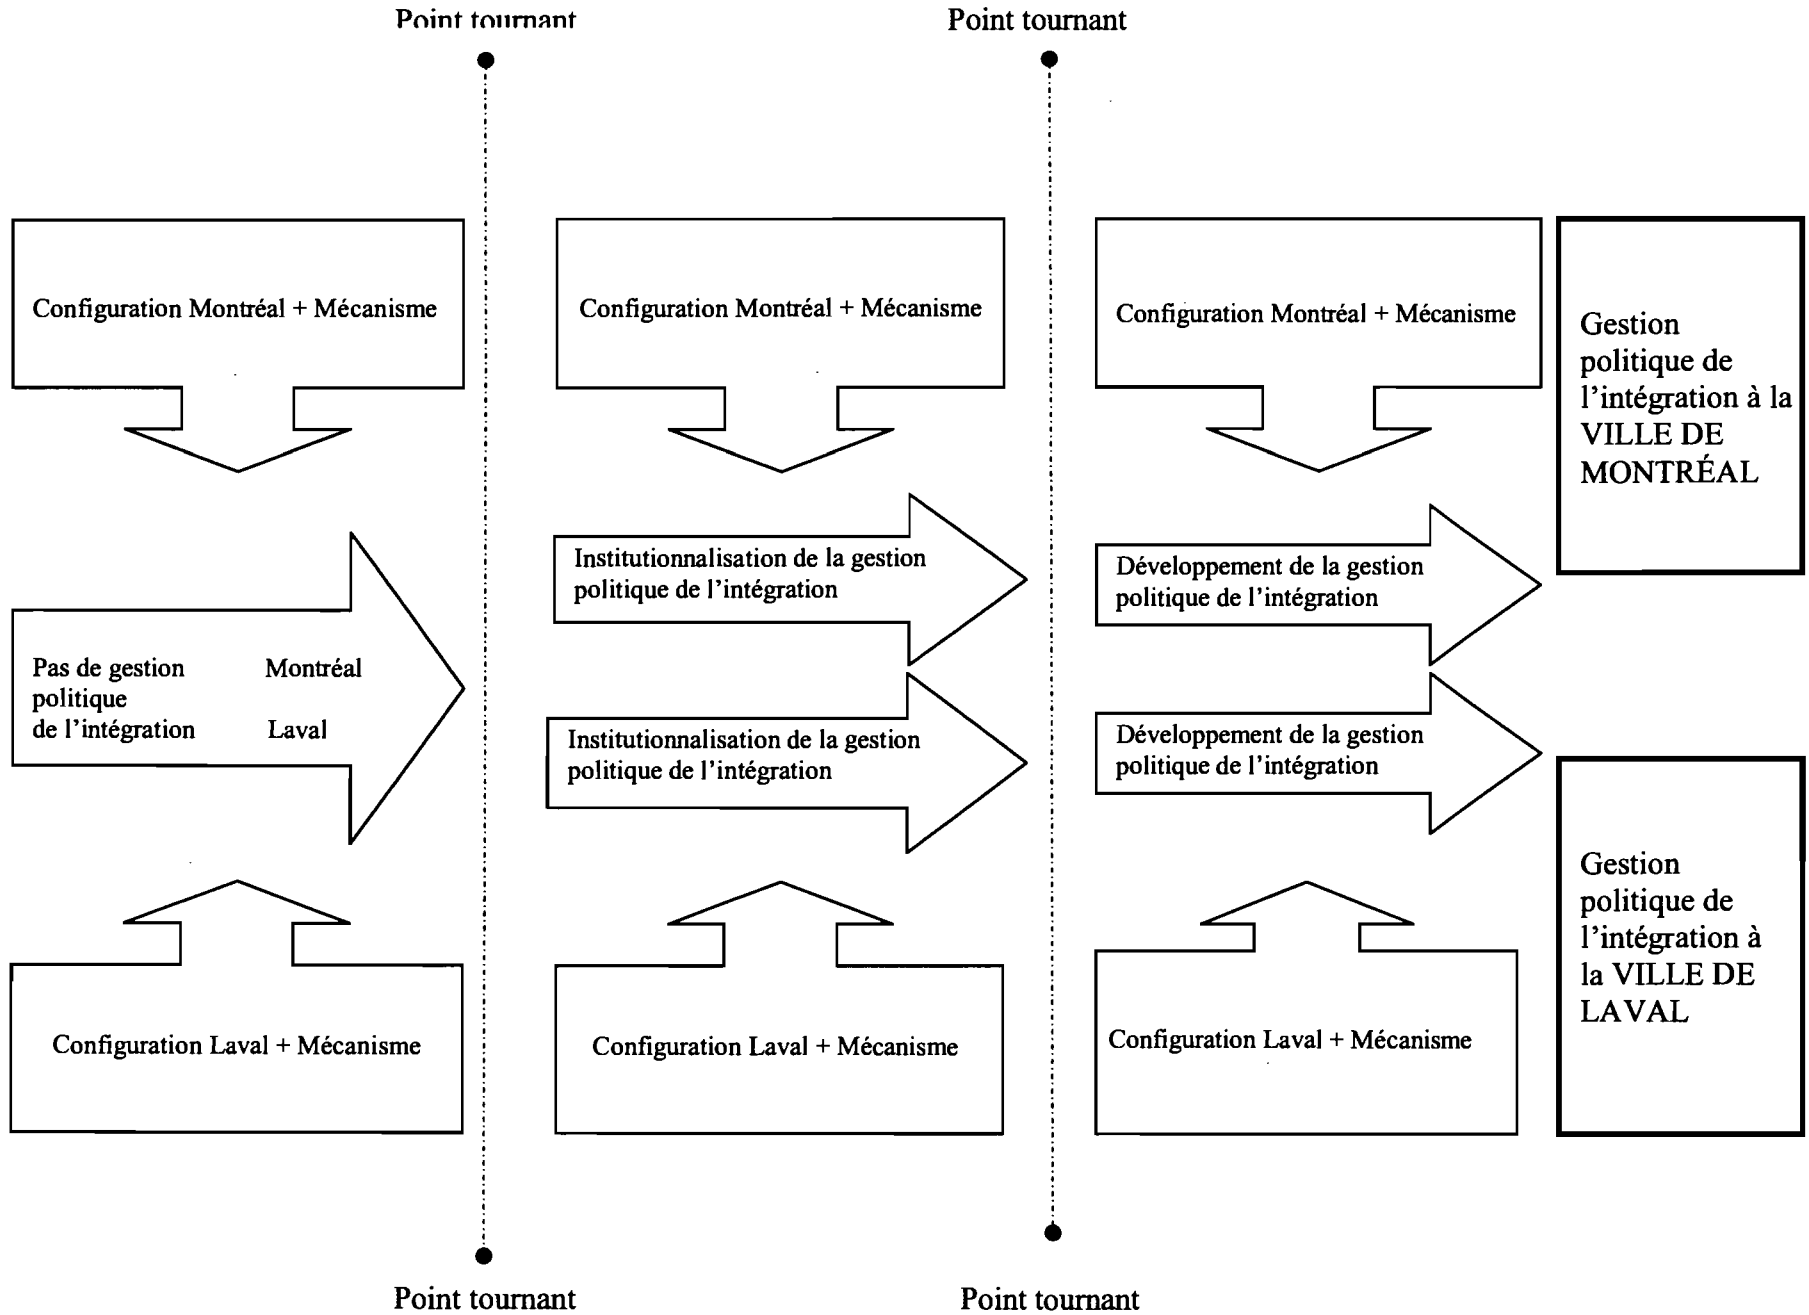 Point tournant
Point tournant
Configuration Montréal + Mécanisme
Configuration Montréal + Mécanisme
Configuration Montréal + Mécanisme
Gestion
politique de
l'intégration à la
VILLE DE
MONTRÉAL
Institutionnalisation de la gestion
politique de l'intégration
Développement de la gestion
politique de l'intégration
Pas de gestion
politique
de l'intégration
Montréal
Laval
Institutionnalisation de la gestion
politique de l'intégration
Développement de la gestion
politique de l'intégration
Gestion
politique de
l'intégration à
la VILLE DE
LAVAL
Configuration Laval + Mécanisme
Configuration Laval + Mécanisme
Configuration Laval + Mécanisme
Point tournant
Point tournant